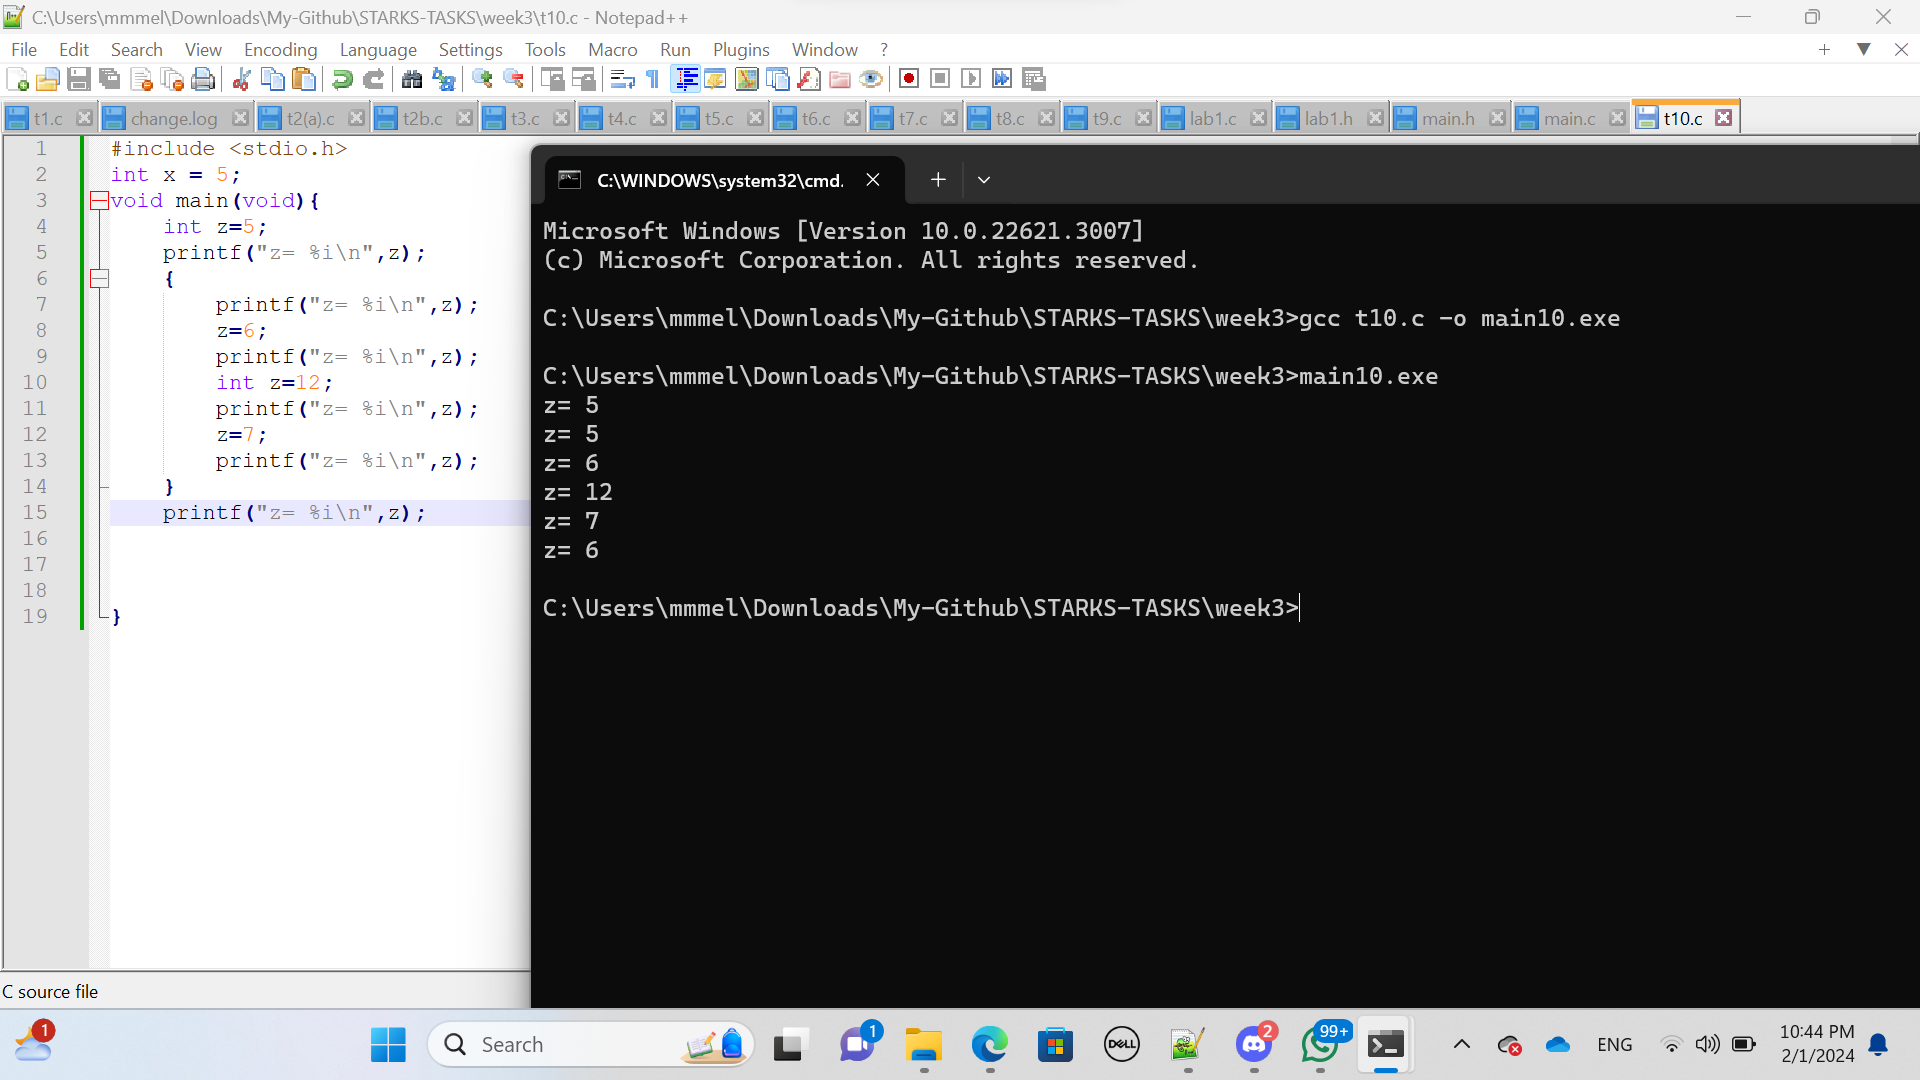 C:\Users\mmmel\Downloads\My-Github\STARKS-TASKS\week3\t10.c - Notepad++
File Edit Search View Encoding Language Settings Tools Macro Run Plugins Window ?
t1.c change.log t2(a).c t2b.c t3.c t4.c t5.c t6.c t7.c t8.c t9.c lab1.c lab1.h main.h main.c t10.c
1 #include <stdio.h>
2 int x = 5;
3 void main(void){
4 int z=5;
5 printf("z= %i\n",z);
6 {
7 printf("z= %i\n",z);
8 z=6;
9 printf("z= %i\n",z);
10 int z=12;
11 printf("z= %i\n",z);
12 z=7;
13 printf("z= %i\n",z);
14 }
15 printf("z= %i\n",z);
16
17
18
19 }
C:\WINDOWS\system32\cmd.
Microsoft Windows [Version 10.0.22621.3007]
(c) Microsoft Corporation. All rights reserved.
C:\Users\mmmel\Downloads\My-Github\STARKS-TASKS\week3>gcc t10.c -o main10.exe
C:\Users\mmmel\Downloads\My-Github\STARKS-TASKS\week3>main10.exe
z= 5
z= 5
z= 6
z= 12
z= 7
z= 6
C:\Users\mmmel\Downloads\My-Github\STARKS-TASKS\week3>
C source file
1
Search
1
DELL
2
99+
ENG
10:44 PM
2/1/2024